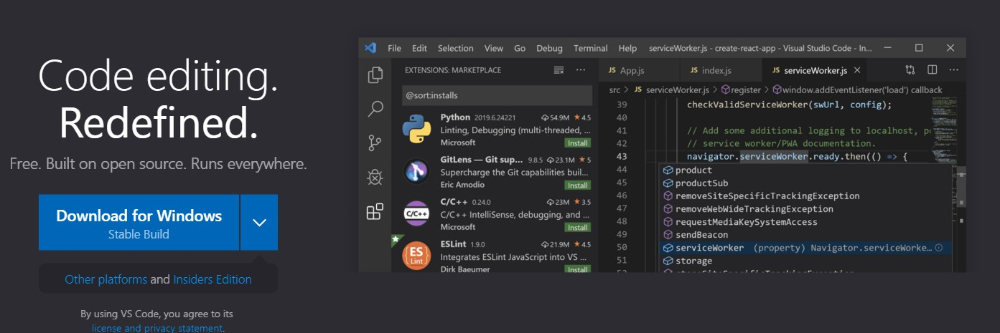 Code editing.
Redefined.
Free. Built on open source. Runs everywhere.
Download for Windows
Stable Build
Other platforms and Insiders Edition
By using VS Code, you agree to its
license and privacy statement.
File Edit Selection View Go Debug Terminal Help serviceWorker.js - create-react-app - Visual Studio Code - In...
EXTENSIONS: MARKETPLACE
@sort:installs
Python 2019.6.24221 54.9M ★ 4.5
Linting, Debugging (multi-threaded, ...
Microsoft Install
GitLens — Git sup... 9.8.5 23.1M ★ 5
Supercharge the Git capabilities buil...
Eric Amodio Install
C/C++ 0.24.0 23M ★ 3.5
C/C++ IntelliSense, debugging, and ...
Microsoft Install
C/C++
ESLint 1.9.0 21.9M ★ 4.5
Integrates ESLint JavaScript into VS ...
Dirk Baeumer Install
ES
Lint
JS App.js JS index.js JS serviceWorker.js
src > JS serviceWorker.js > register > window.addEventListener('load') callback
39 checkValidServiceWorker(swUrl, config);
40
41 // Add some additional logging to localhost,
42 // service worker/PWA documentation.
43 navigator.serviceWorker.ready.then(() => {
44 product
45 productSub
46 removeSiteSpecificTrackingException
47 removeWebWideTrackingException
48 requestMediaKeySystemAccess
49 sendBeacon
50 serviceWorker (property) Navigator.serviceWorke...
51 storage